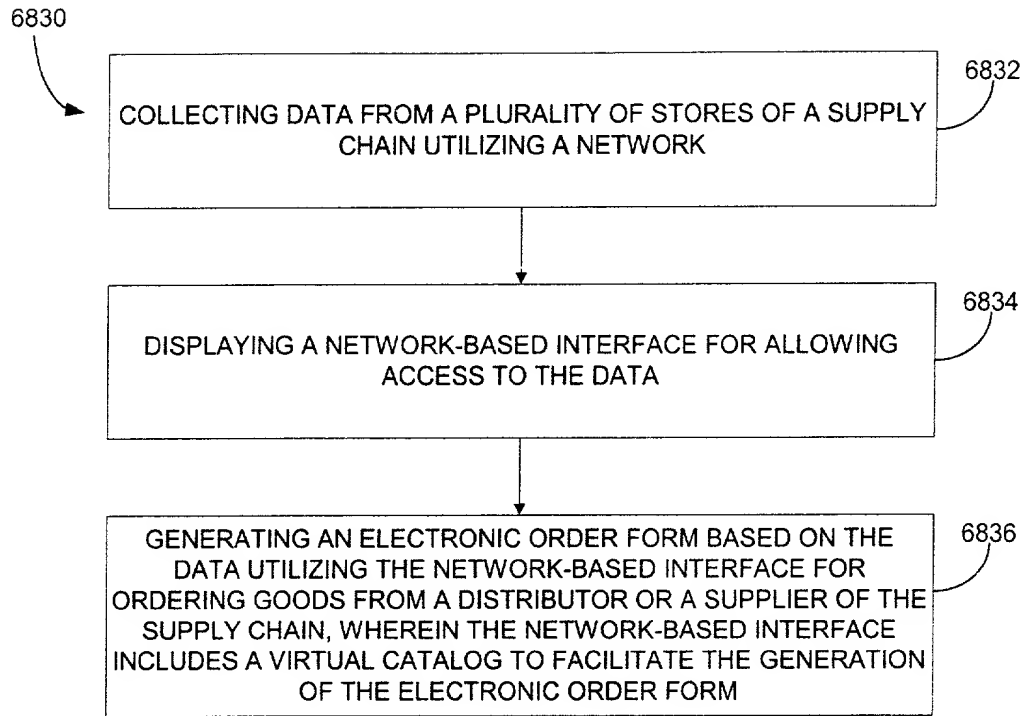 6830
6832
COLLECTING DATA FROM A PLURALITY OF STORES OF A SUPPLY
CHAIN UTILIZING A NETWORK
6834
DISPLAYING A NETWORK-BASED INTERFACE FOR ALLOWING
ACCESS TO THE DATA
6836
GENERATING AN ELECTRONIC ORDER FORM BASED ON THE
DATA UTILIZING THE NETWORK-BASED INTERFACE FOR
ORDERING GOODS FROM A DISTRIBUTOR OR A SUPPLIER OF THE
SUPPLY CHAIN, WHEREIN THE NETWORK-BASED INTERFACE
INCLUDES A VIRTUAL CATALOG TO FACILITATE THE GENERATION
OF THE ELECTRONIC ORDER FORM